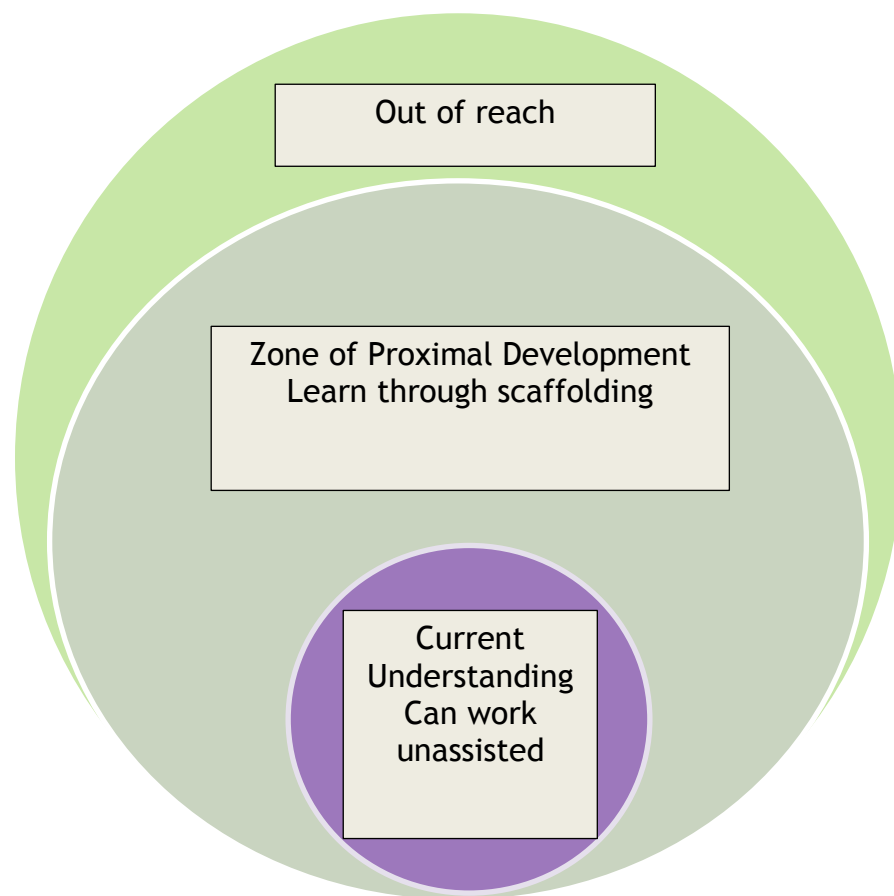 Out of reach
Zone of Proximal Development
Learn through scaffolding
Current
Understanding
Can work
unassisted